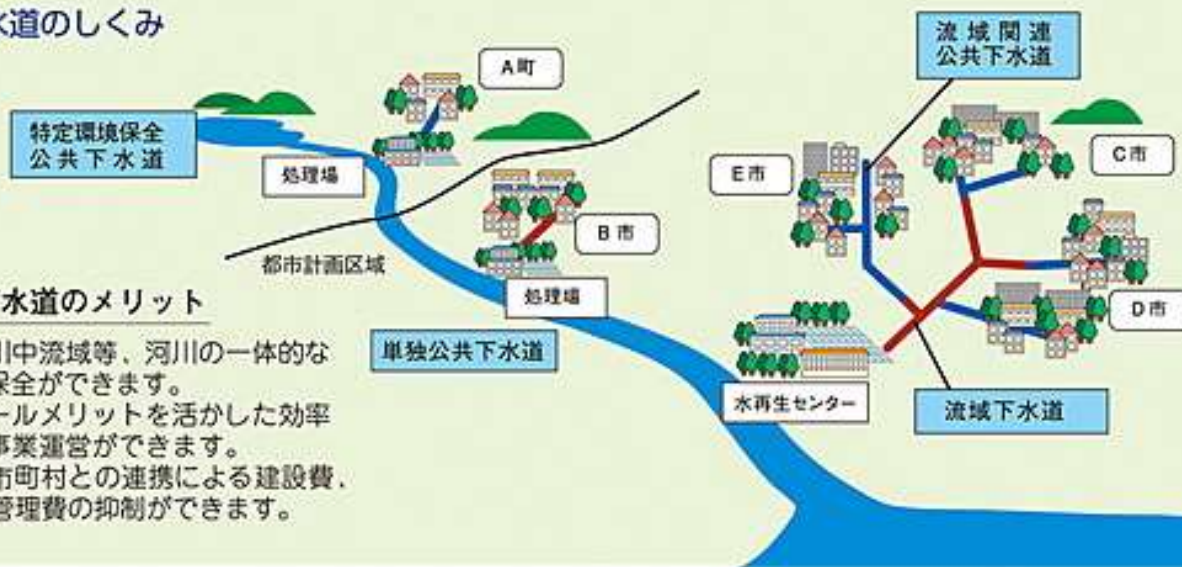 水道のしくみ
流域関連
公共下水道
A町
特定環境保全
公共下水道
処理場
E市
C市
B市
都市計画区域
処理場
D市
水道のメリット
川中流域等、河川の一体的な
保全ができます。
ールメリットを活かした効率
事業運営ができます。
市町村との連携による建設費、
管理費の抑制ができます。
単独公共下水道
水再生センター
流域下水道